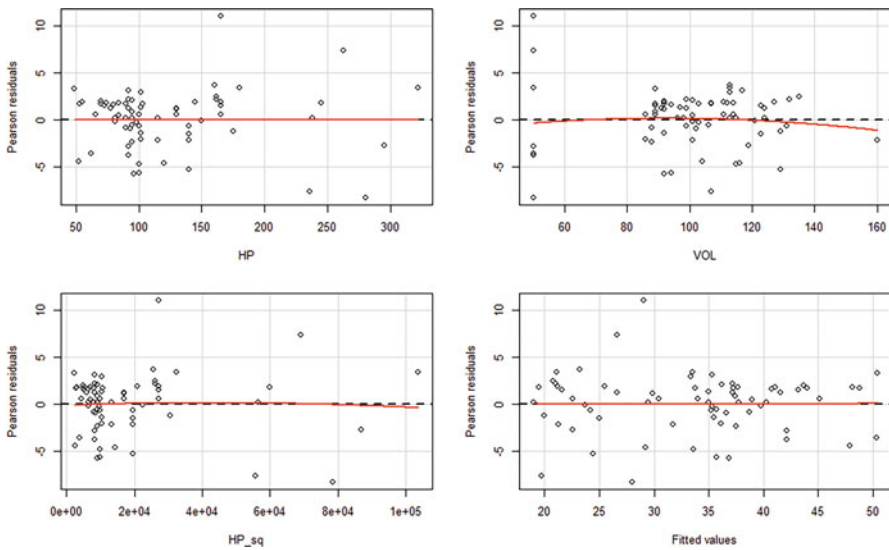 Pearson residuals
10
5
0
-5
50 100 150 200 250 300
HP
Pearson residuals
10
5
0
-5
60 80 100 120 140 160
VOL
Pearson residuals
10
5
0
-5
0e+00 2e+04 4e+04 6e+04 8e+04 1e+05
HP_sq
Pearson residuals
10
5
0
-5
20 25 30 35 40 45 50
Fitted values